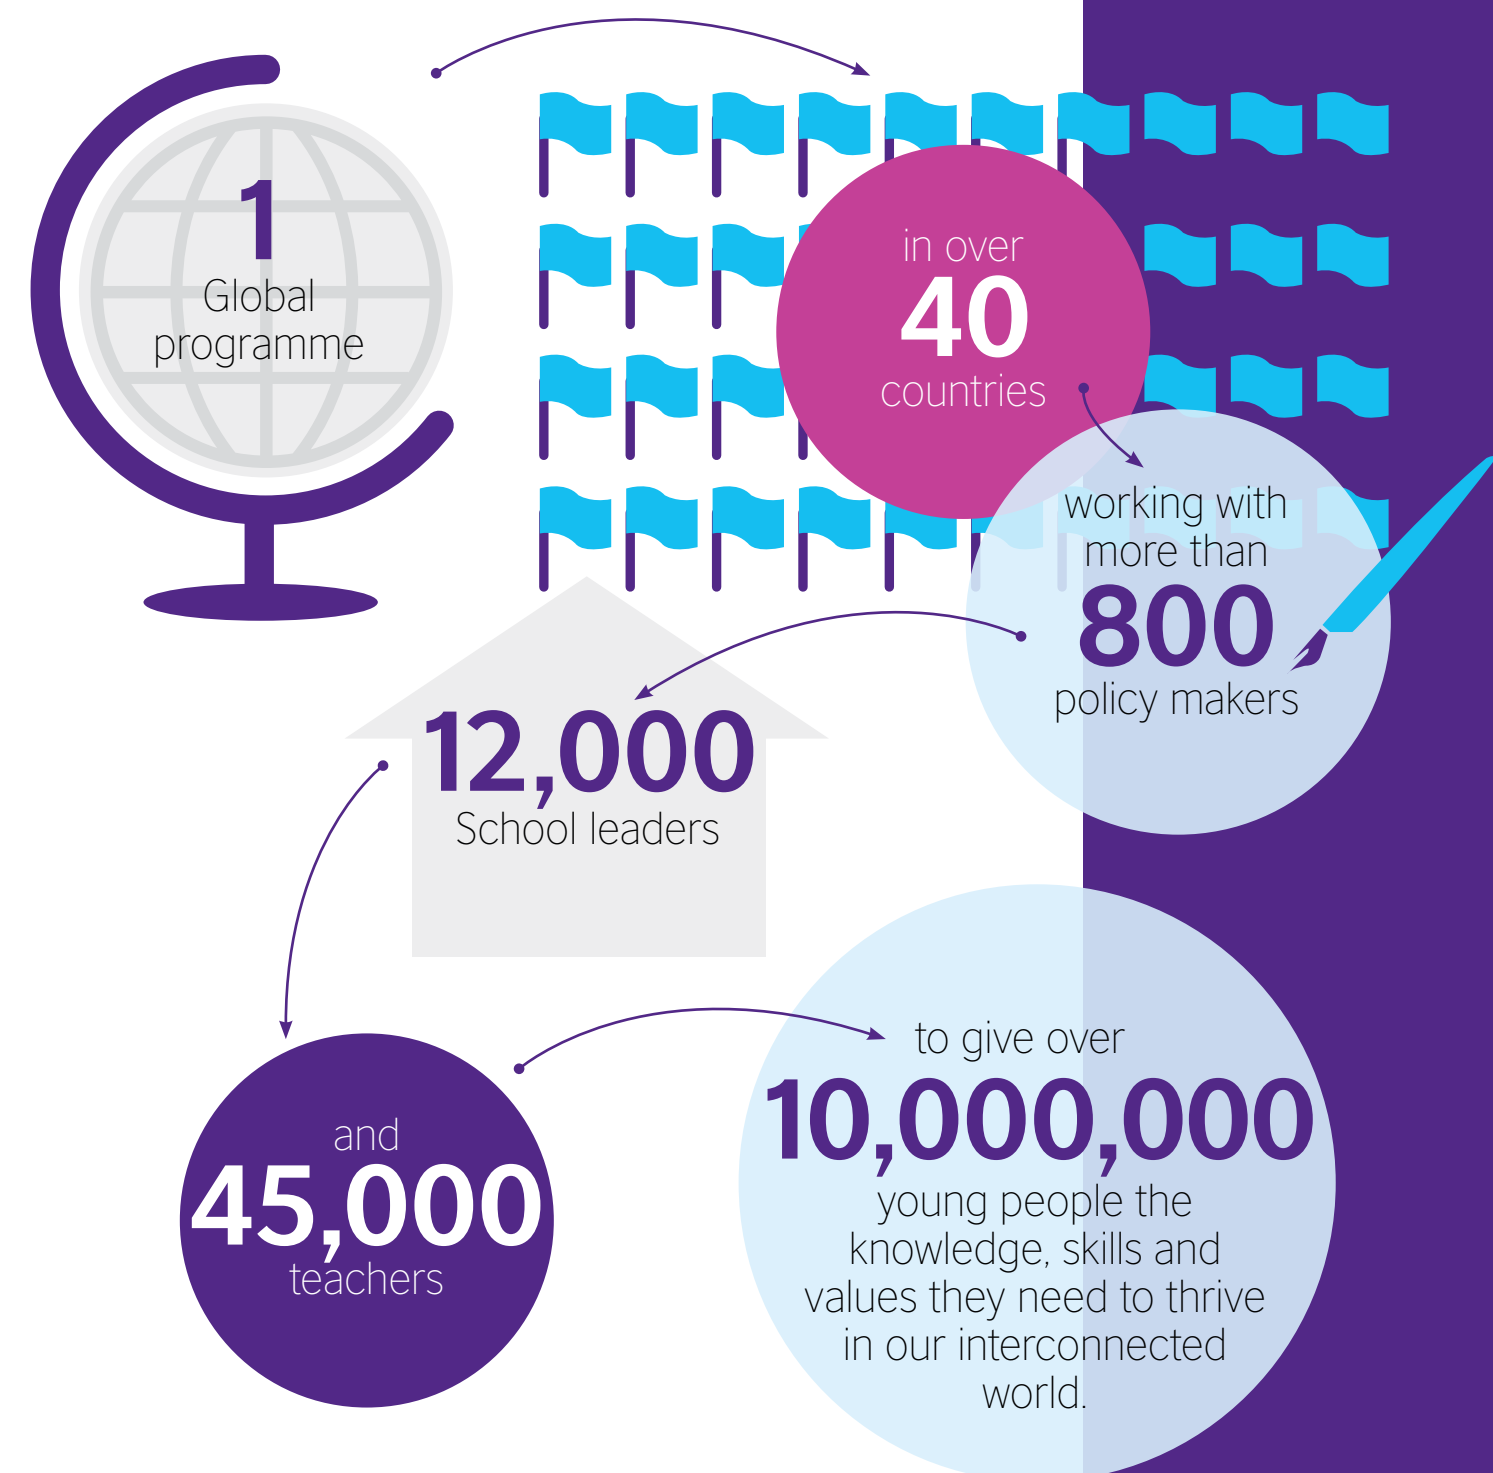 1
Global
programme
in over
40
countries
working with
more than
800
policy makers
12,000
School leaders
and
45,000
teachers
to give over
10,000,000
young people the
knowledge, skills and
values they need to thrive
in our interconnected
world.